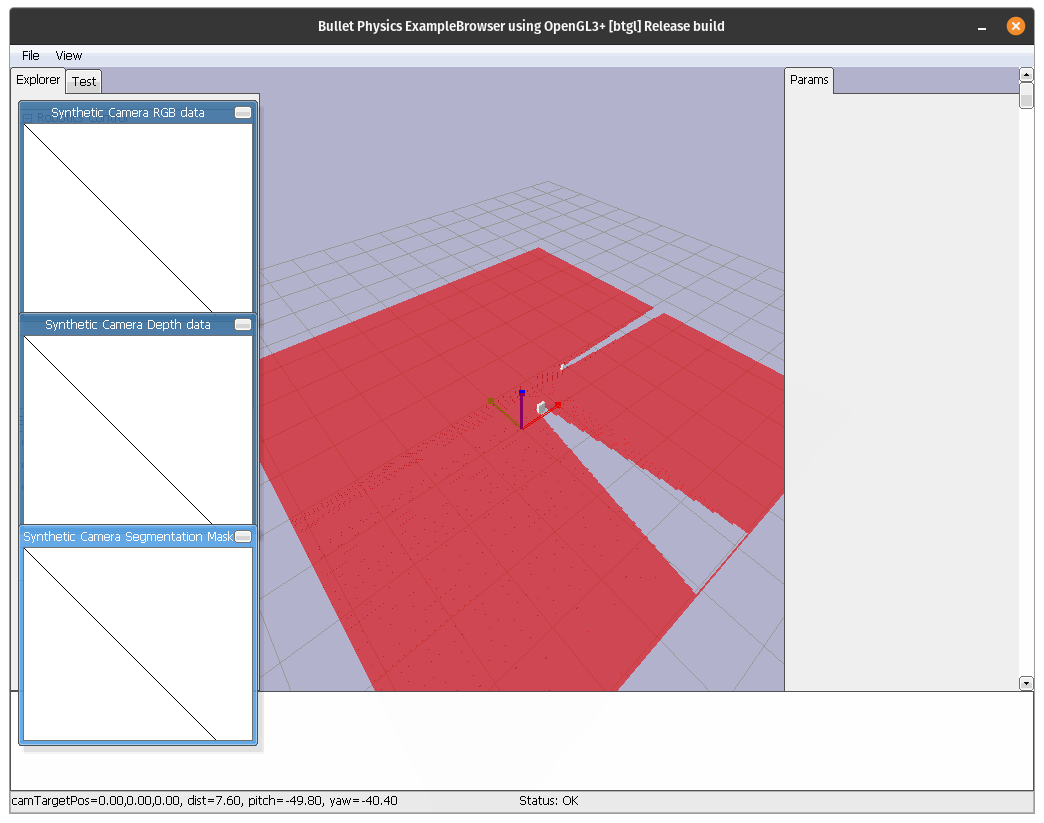 Bullet Physics ExampleBrowser using OpenGL3+ [btgl] Release build
File View
Explorer Test
Params
Synthetic Camera RGB data
Synthetic Camera Depth data
Synthetic Camera Segmentation Mask
camTargetPos=0.00,0.00,0.00, dist=7.60, pitch=-49.80, yaw=-40.40
Status: OK